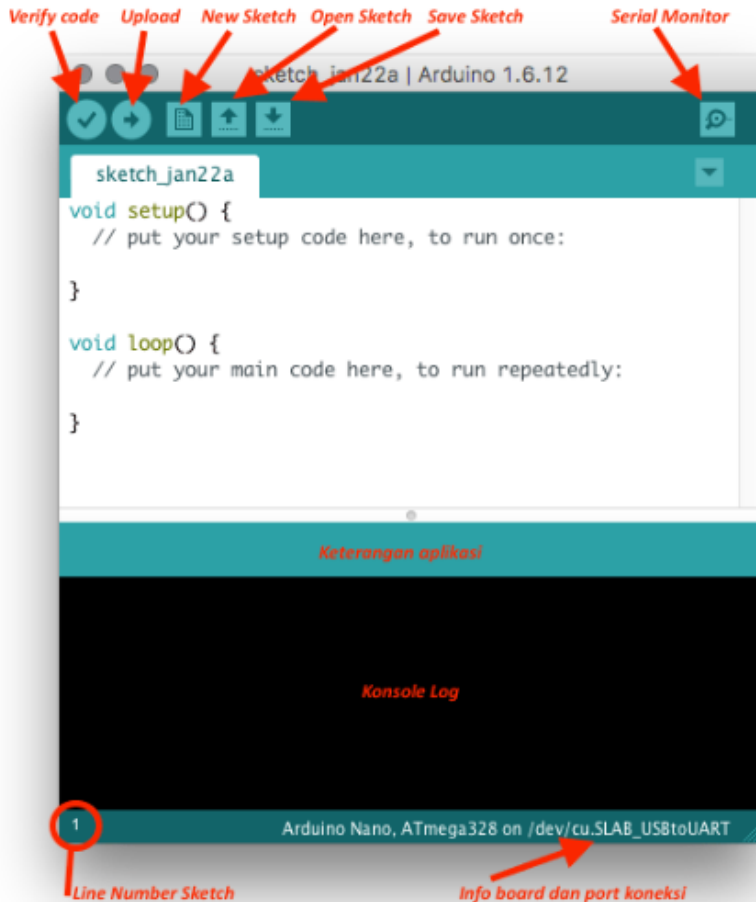 Verify code Upload New Sketch Open Sketch Save Sketch Serial Monitor
sketch_jan22a | Arduino 1.6.12
sketch_jan22a
void setup() {
// put your setup code here, to run once:
}
void loop() {
// put your main code here, to run repeatedly:
}
Keterangan aplikasi
Konsole Log
1
Arduino Nano, ATmega328 on /dev/cu.SLAB_USBtoUART
Line Number Sketch
Info board dan port koneksi